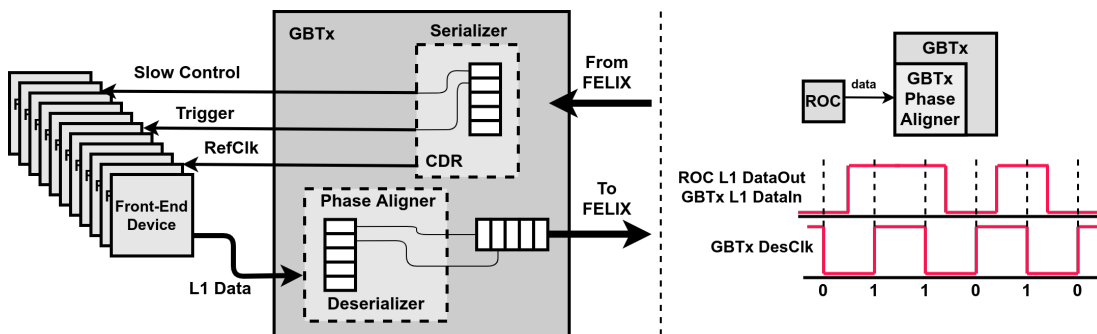 GBTx
Serializer
Slow Control
Trigger
RefClk
CDR
From
FELIX
To
FELIX
Phase Aligner
Deserializer
Front-End
Device
L1 Data
GBTx
GBTx
Phase
Aligner
ROC
data
ROC L1 DataOut
GBTx L1 DataIn
GBTx DesClk
0 1 1 0 1 0